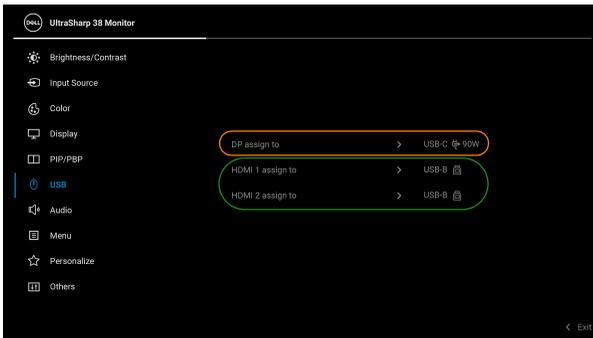 DELL UltraSharp 38 Monitor
Brightness/Contrast
Input Source
Color
Display
DP assign to > USB-C 90W
PIP/PBP
HDMI 1 assign to > USB-B
USB
HDMI 2 assign to > USB-B
Audio
Menu
Personalize
Others
< Exit